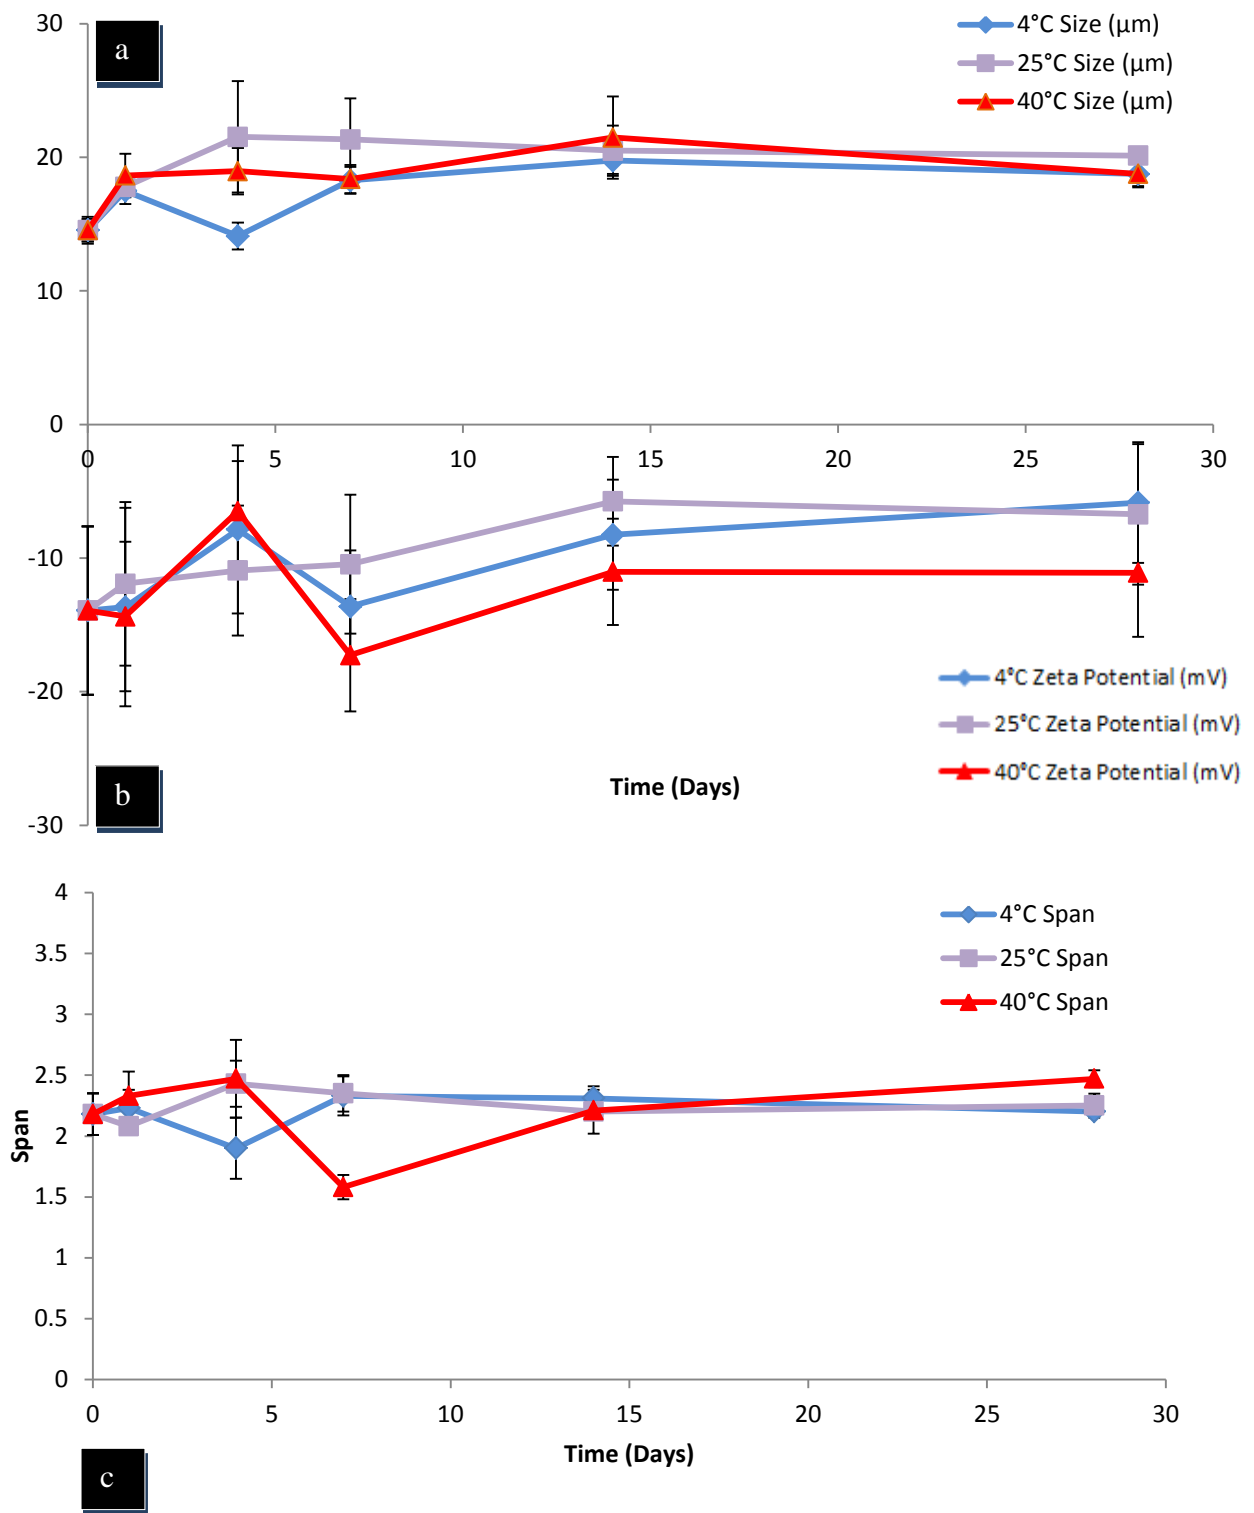 30
a
4°C Size (µm)
25°C Size (µm)
40°C Size (µm)
20
10
0
0 5 10 15 20 25 30
-10
-20
4°C Zeta Potential (mV)
25°C Zeta Potential (mV)
40°C Zeta Potential (mV)
Time (Days)
b
-30
4
4°C Span
25°C Span
40°C Span
3.5
3
2.5
2
Span
1.5
1
0.5
0
0 5 10 15 20 25 30
Time (Days)
c